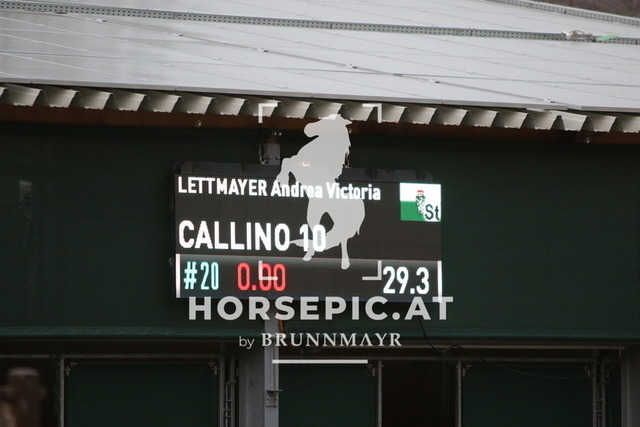 LETTMAYER Andrea Victoria
St
CALLINO 10
#20 0.00 29.3
HORSEPIC.AT
by BRUNNMAYR